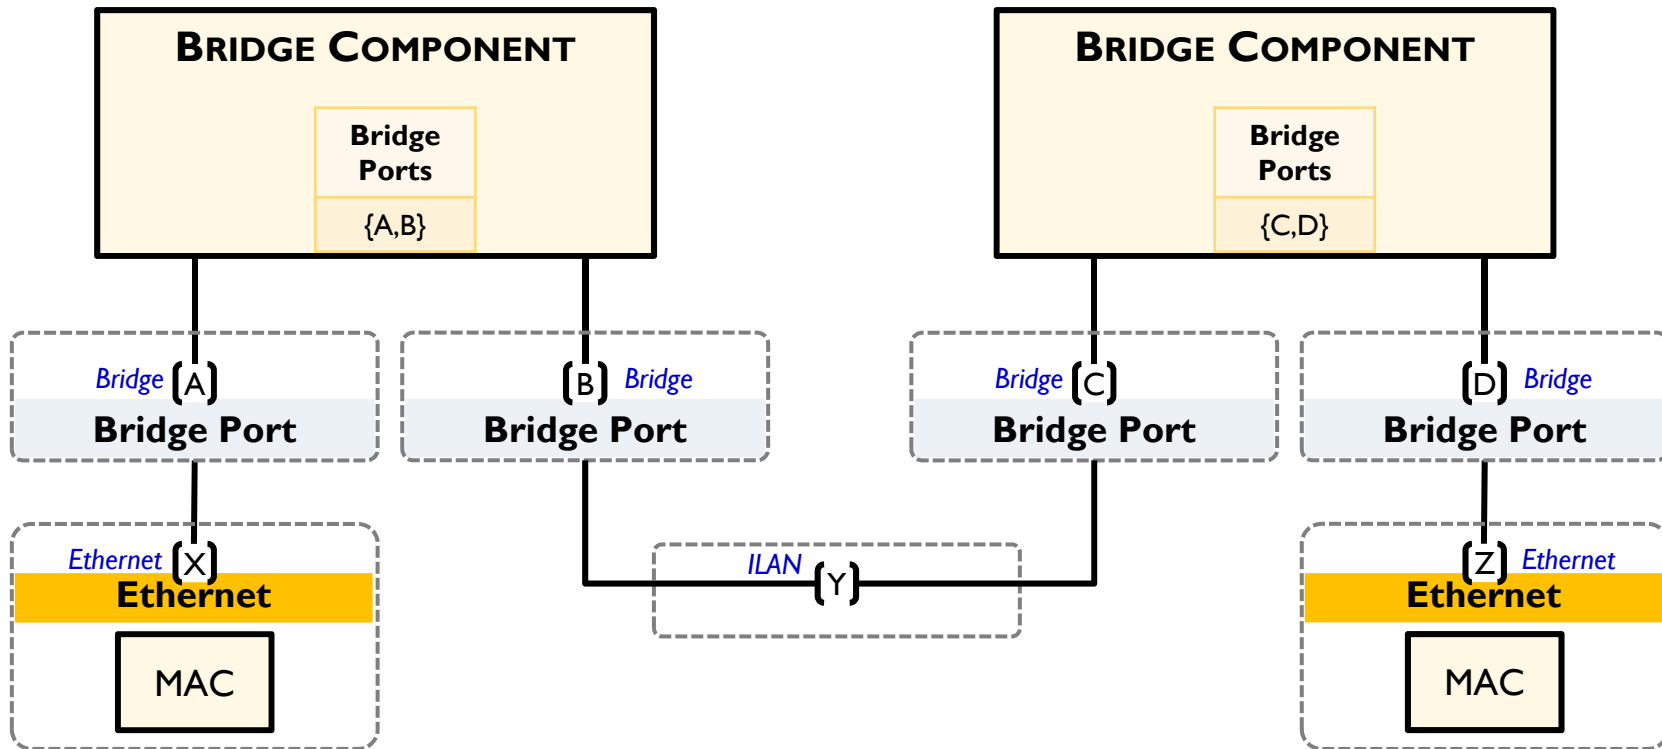 BRIDGE COMPONENT
Bridge
Ports
{A,B}
BRIDGE COMPONENT
Bridge
Ports
{C,D}
Bridge (A)
Bridge Port
(B) Bridge
Bridge Port
Bridge (C)
Bridge Port
(D) Bridge
Bridge Port
Ethernet (X)
Ethernet
MAC
ILAN (Y)
(Z) Ethernet
Ethernet
MAC